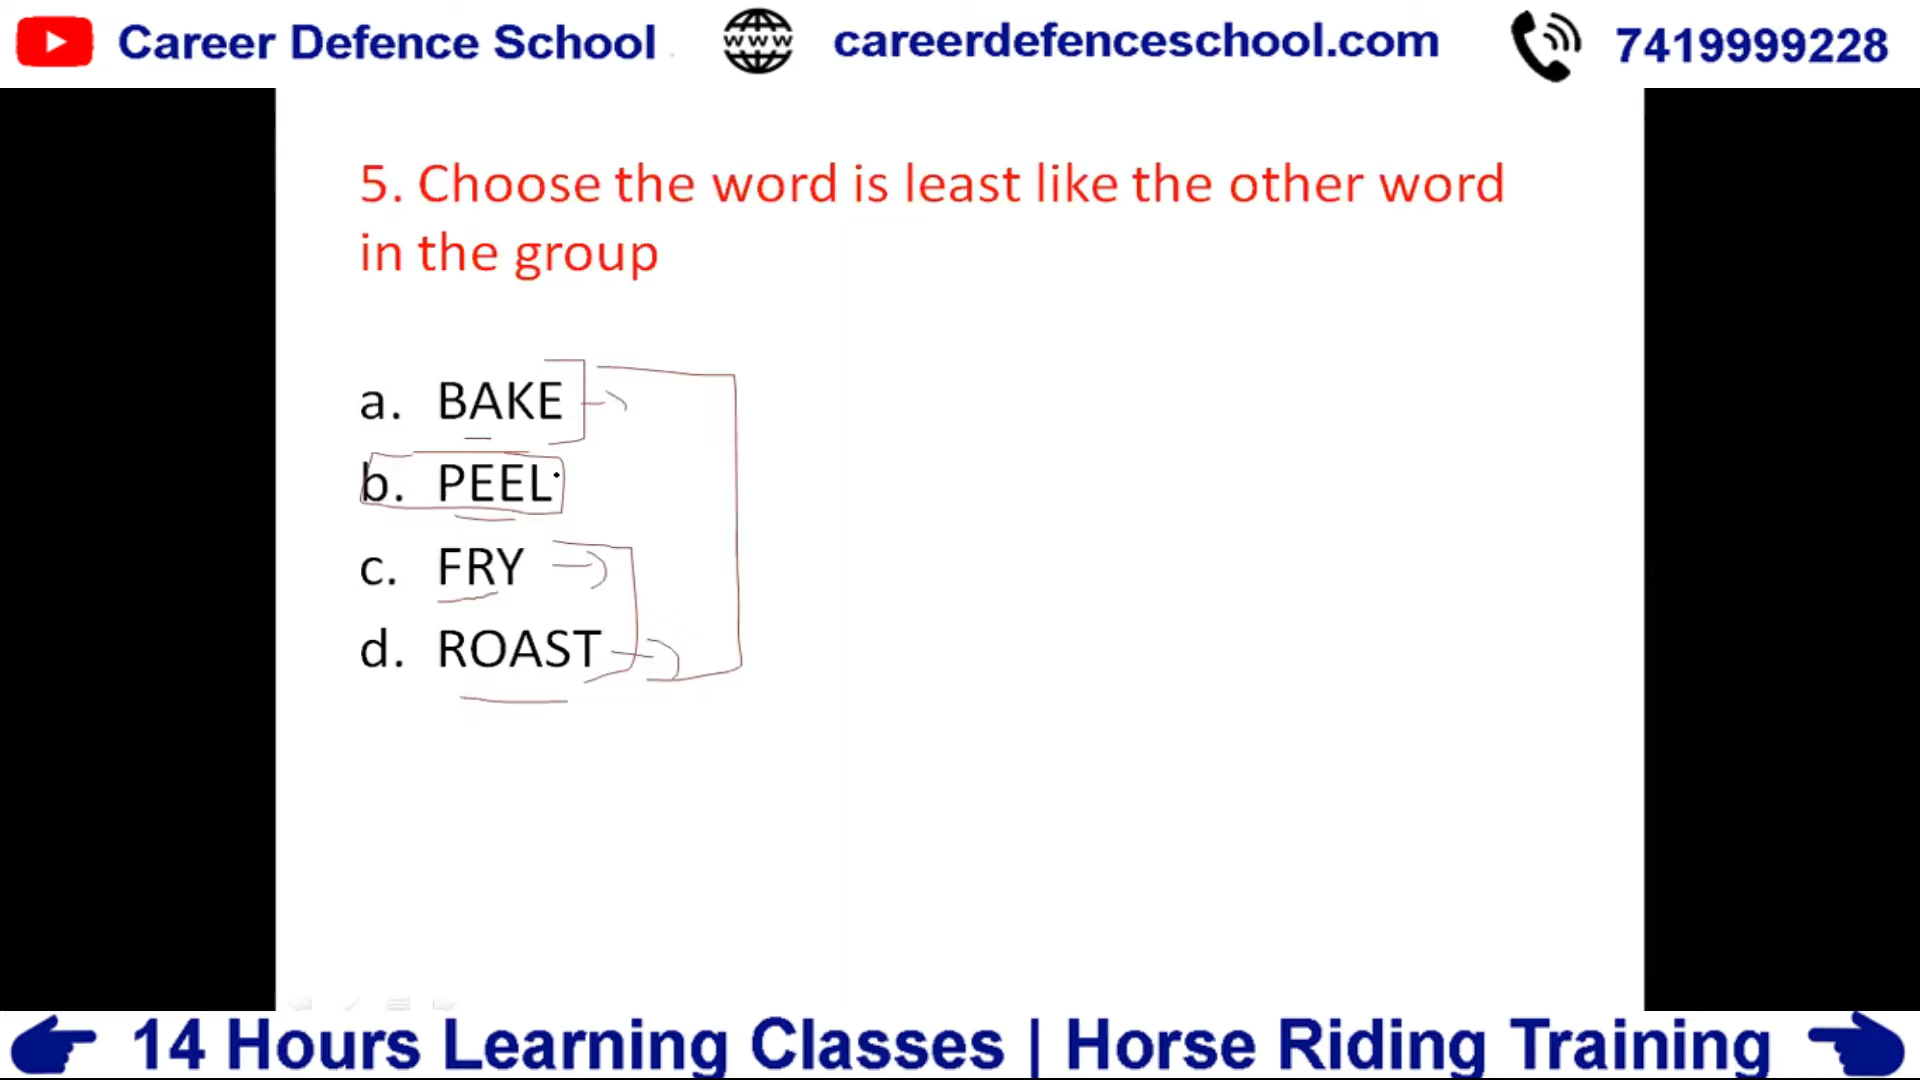 Career Defence School
www
careerdefenceschool.com
7419999228
5. Choose the word is least like the other word
in the group
a. BAKE
b. PEEL
c. FRY
d. ROAST
14 Hours Learning Classes | Horse Riding Training